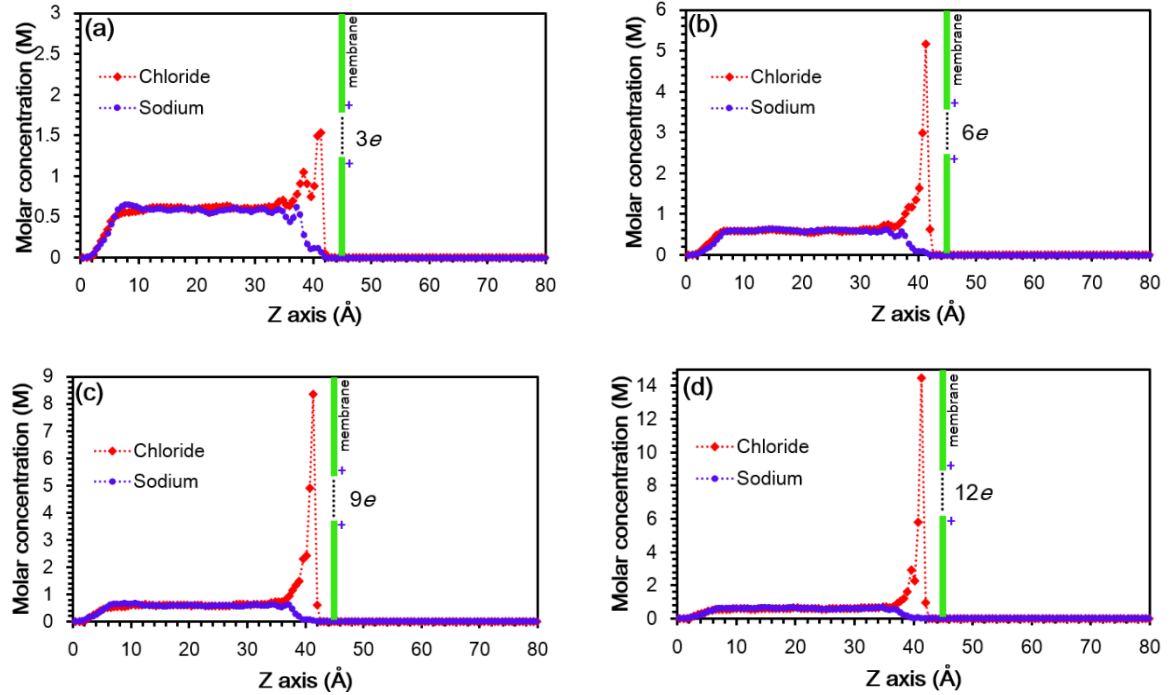 (a)
Molar concentration (M)
3
2.5
2
1.5
1
0.5
0
Chloride
Sodium
membrane
+
3e
+
0 10 20 30 40 50 60 70 80
Z axis (Å)
(b)
Molar concentration (M)
6
5
4
3
2
1
0
Chloride
Sodium
membrane
+
6e
+
0 10 20 30 40 50 60 70 80
Z axis (Å)
(c)
Molar concentration (M)
9
8
7
6
5
4
3
2
1
0
Chloride
Sodium
membrane
+
9e
+
0 10 20 30 40 50 60 70 80
Z axis (Å)
(d)
Molar concentration (M)
14
12
10
8
6
4
2
0
Chloride
Sodium
membrane
+
12e
+
0 10 20 30 40 50 60 70 80
Z axis (Å)